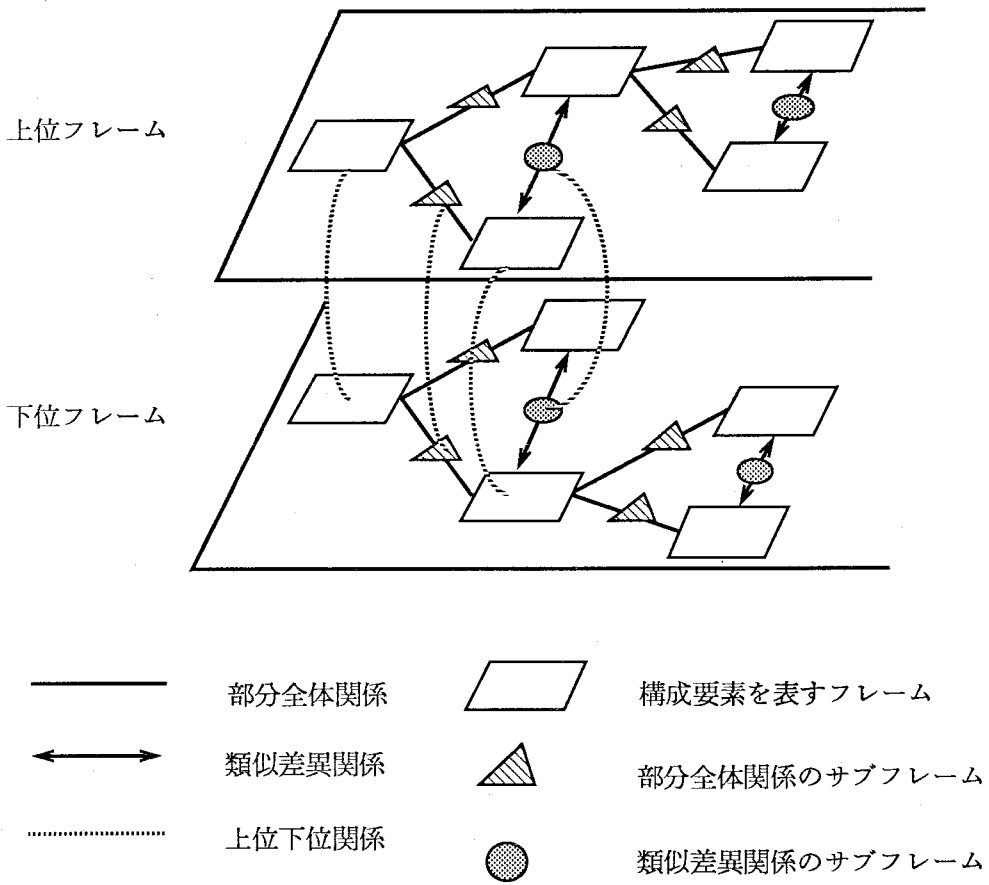 上位フレーム
下位フレーム
部分全体関係
構成要素を表すフレーム
類似差異関係
部分全体関係のサブフレーム
上位下位関係
類似差異関係のサブフレーム